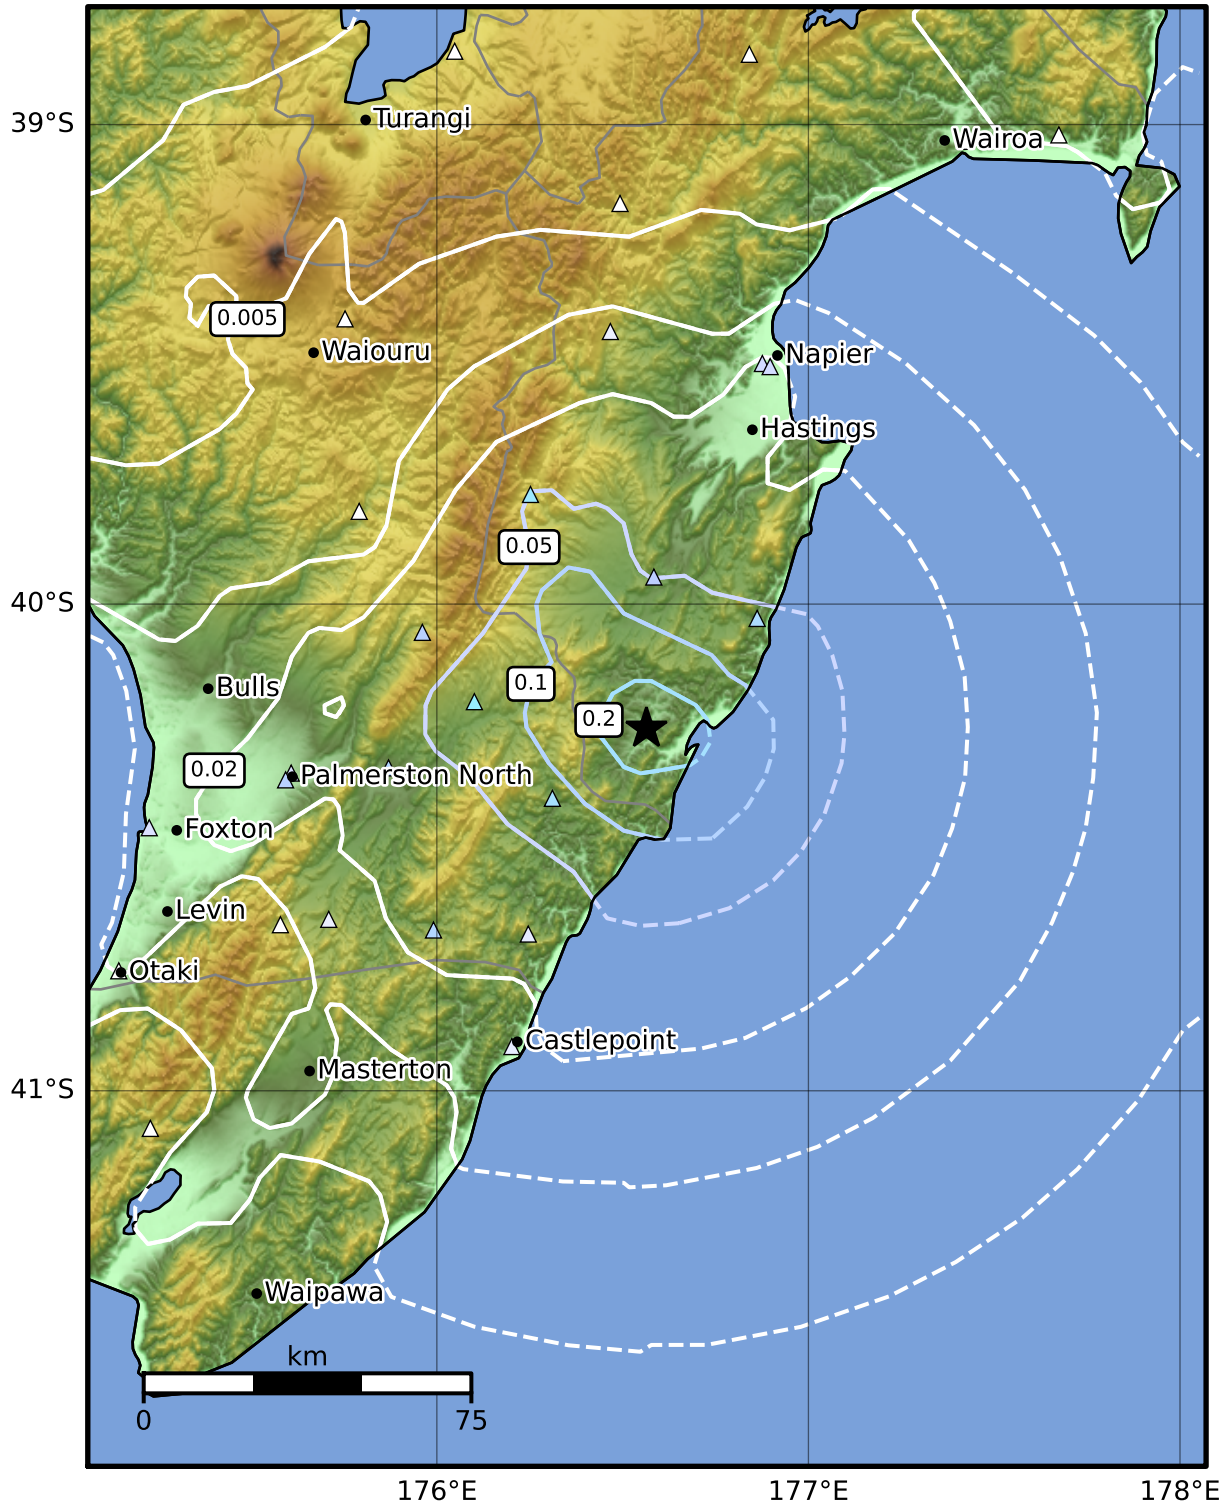 Turangi
39°S
Wairoa
0.005
Waiouru
Napier
Hastings
0.05
40°S
0.1
Bulls
0.2
0.02
Palmerston North
Foxton
Levin
Otaki
Castlepoint
Masterton
41°S
Waipawa
km
0 75
176°E 177°E 178°E